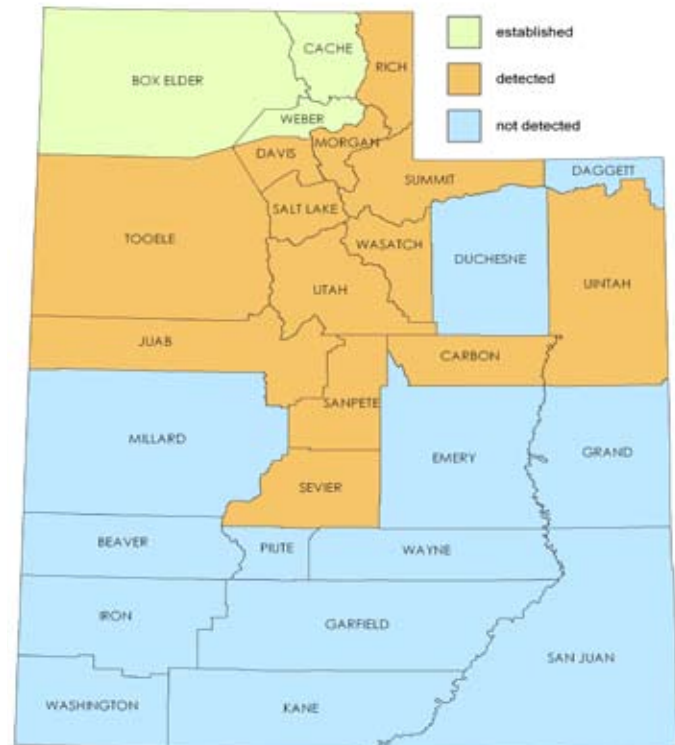 established
CACHE
RICH
BOX ELDER
detected
WEBER
not detected
MORGAN
DAVIS
DAGGETT
SUMMIT
SALT LAKE
TOOELE
WASATCH
DUCHESNE
UINTAH
UTAH
JUAB
CARBON
SANPETE
MILLARD
EMERY
GRAND
SEVIER
BEAVER
PIUTE
WAYNE
IRON
GARFIELD
SAN JUAN
WASHINGTON
KANE